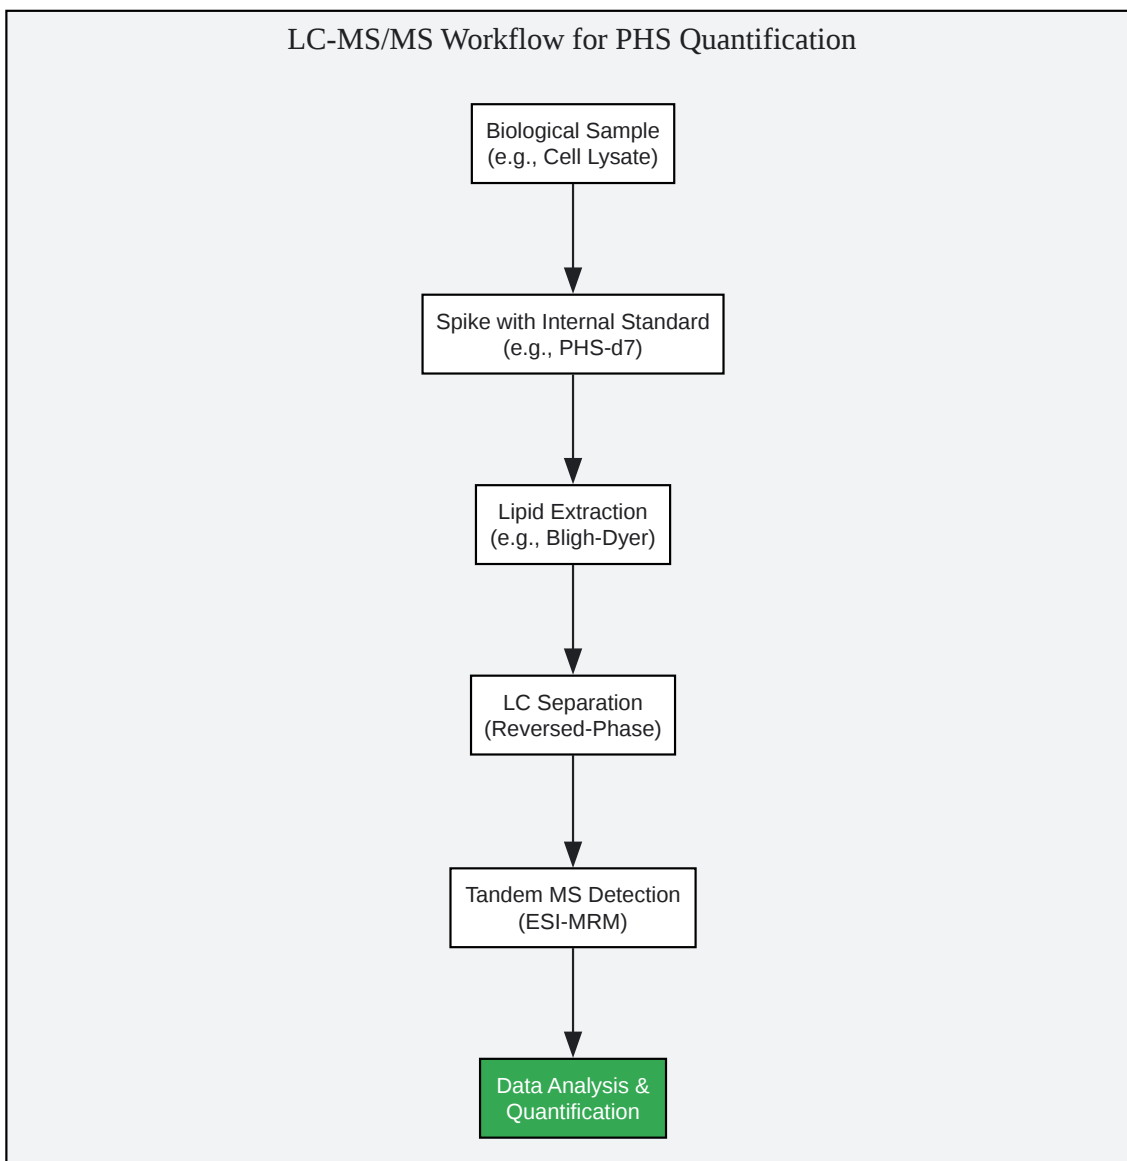 LC-MS/MS Workflow for PHS Quantification
Biological Sample
(e.g., Cell Lysate)
Spike with Internal Standard
(e.g., PHS-d7)
Lipid Extraction
(e.g., Bligh-Dyer)
LC Separation
(Reversed-Phase)
Tandem MS Detection
(ESI-MRM)
Data Analysis &
Quantification